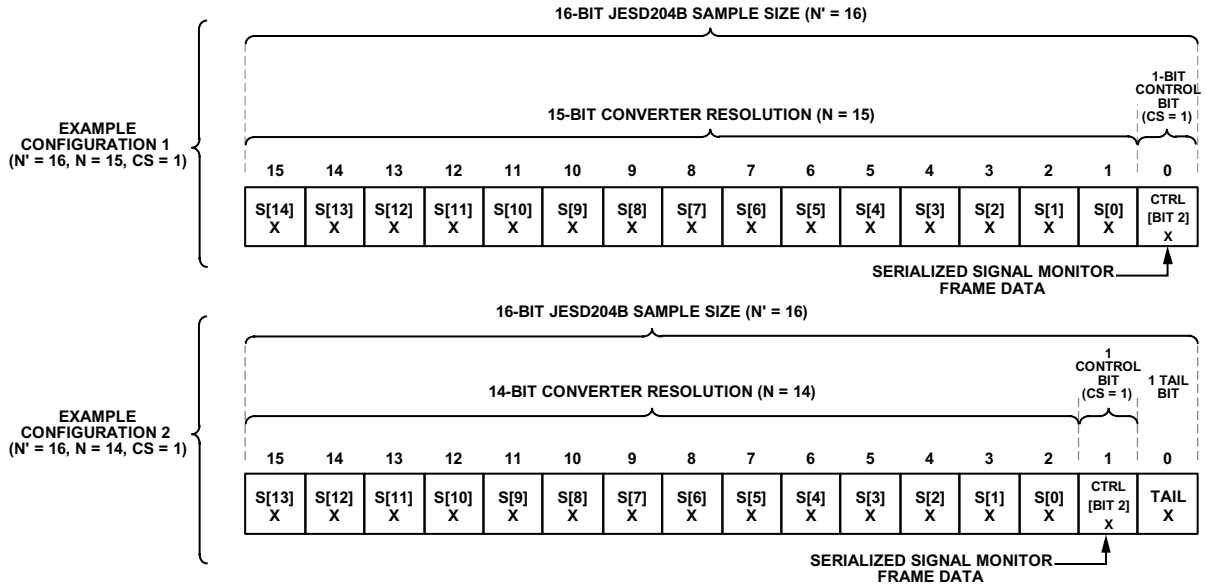 16-BIT JESD204B SAMPLE SIZE (N' = 16)
1-BIT
CONTROL
BIT
(CS = 1)
15-BIT CONVERTER RESOLUTION (N = 15)
EXAMPLE
CONFIGURATION 1
(N' = 16, N = 15, CS = 1)
15 14 13 12 11 10 9 8 7 6 5 4 3 2 1 0
S[14] S[13] S[12] S[11] S[10] S[9] S[8] S[7] S[6] S[5] S[4] S[3] S[2] S[1] S[0] CTRL
[BIT 2]
X X X X X X X X X X X X X X X X
SERIALIZED SIGNAL MONITOR
FRAME DATA
16-BIT JESD204B SAMPLE SIZE (N' = 16)
1
CONTROL
BIT
(CS = 1)
1 TAIL
BIT
14-BIT CONVERTER RESOLUTION (N = 14)
EXAMPLE
CONFIGURATION 2
(N' = 16, N = 14, CS = 1)
15 14 13 12 11 10 9 8 7 6 5 4 3 2 1 0
S[13] S[12] S[11] S[10] S[9] S[8] S[7] S[6] S[5] S[4] S[3] S[2] S[1] S[0] CTRL TAIL
[BIT 2]
X X X X X X X X X X X X X X X X
SERIALIZED SIGNAL MONITOR
FRAME DATA